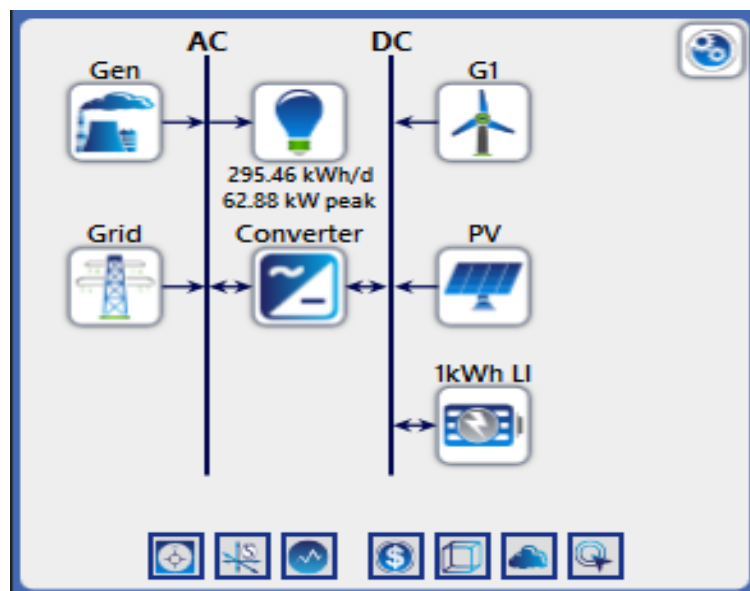 AC
DC
Gen
G1
295.46 kWh/d
62.88 kW peak
Grid
Converter
PV
1kWh LI